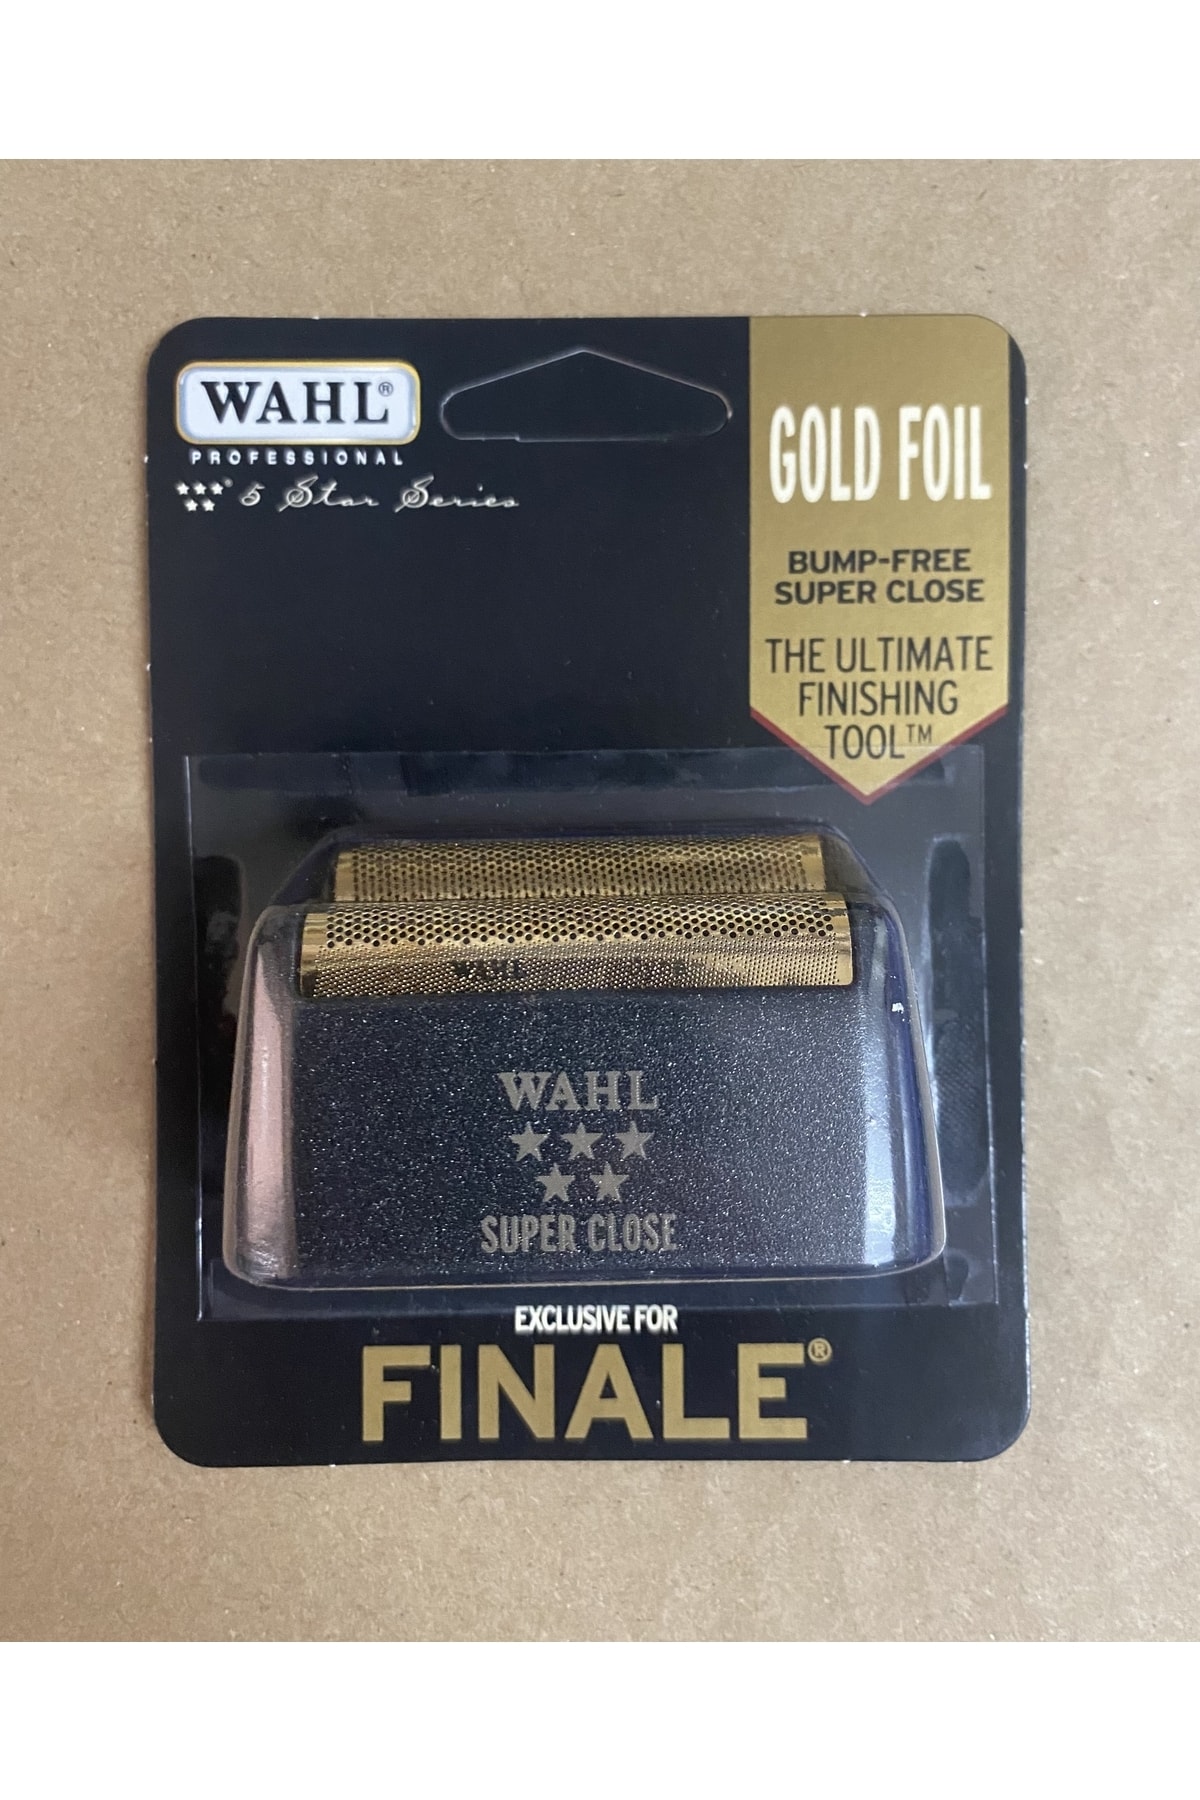 WAHL®
PROFESSIONAL
5 Star Series
GOLD FOIL
BUMP-FREE
SUPER CLOSE
THE ULTIMATE
FINISHING
TOOL™
WAHL
WAHL
SUPER CLOSE
EXCLUSIVE FOR
FINALE®